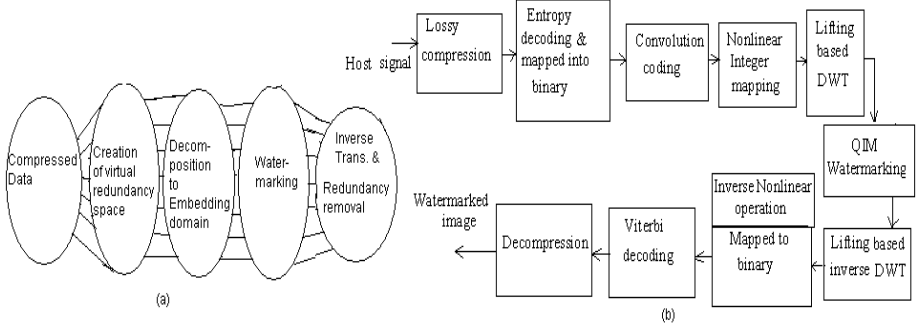 Compressed
Data
Creation
of virtual
redundancy
space
Decom-
position
to
Embedding
domain
Water-
marking
Inverse
Trans. &
Redundancy
removal
(a)
Host signal
Lossy
compression
Entropy
decoding &
mapped into
binary
Convolution
coding
Nonlinear
Integer
mapping
Lifting
based
DWT
QIM
Watermarking
Lifting based
inverse DWT
Inverse Nonlinear
operation
Mapped to
binary
Viterbi
decoding
Decompression
Watermarked
image
(b)